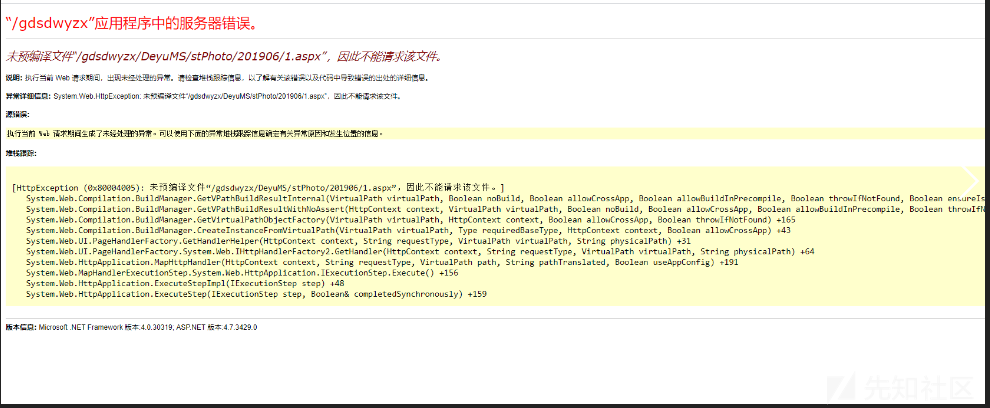 “/gdsdwyzx”应用程序中的服务器错误。
未预编译文件“/gdsdwyzx/DeyuMS/stPhoto/201906/1.aspx”，因此不能请求该文件。
说明: 执行当前 Web 请求期间，出现未经处理的异常。请检查堆栈跟踪信息，以了解有关该错误以及代码中导致错误的出处的详细信息。
异常详细信息: System.Web.HttpException: 未预编译文件“/gdsdwyzx/DeyuMS/stPhoto/201906/1.aspx”，因此不能请求该文件。
源错误:
执行当前 Web 请求期间生成了未经处理的异常。可以使用下面的异常堆栈跟踪信息确定有关异常原因和发生位置的信息。
堆栈跟踪:
[HttpException (0x80004005): 未预编译文件“/gdsdwyzx/DeyuMS/stPhoto/201906/1.aspx”，因此不能请求该文件。]
System.Web.Compilation.BuildManager.GetVPathBuildResultInternal(VirtualPath virtualPath, Boolean noBuild, Boolean allowCrossApp, Boolean allowBuildInPrecompile, Boolean throwIfNotFound, Boolean ensureIs
System.Web.Compilation.BuildManager.GetVPathBuildResultWithNoAssert(HttpContext context, VirtualPath virtualPath, Boolean noBuild, Boolean allowCrossApp, Boolean allowBuildInPrecompile, Boolean throwIfN
System.Web.Compilation.BuildManager.GetVirtualPathObjectFactory(VirtualPath virtualPath, HttpContext context, Boolean allowCrossApp, Boolean throwIfNotFound) +165
System.Web.Compilation.BuildManager.CreateInstanceFromVirtualPath(VirtualPath virtualPath, Type requiredBaseType, HttpContext context, Boolean allowCrossApp) +43
System.Web.UI.PageHandlerFactory.GetHandlerHelper(HttpContext context, String requestType, VirtualPath virtualPath, String physicalPath) +31
System.Web.UI.PageHandlerFactory.System.Web.IHttpHandlerFactory2.GetHandler(HttpContext context, String requestType, VirtualPath virtualPath, String physicalPath) +64
System.Web.HttpApplication.MapHttpHandler(HttpContext context, String requestType, VirtualPath path, String pathTranslated, Boolean useAppConfig) +191
System.Web.MapHandlerExecutionStep.System.Web.HttpApplication.IExecutionStep.Execute() +156
System.Web.HttpApplication.ExecuteStepImpl(IExecutionStep step) +48
System.Web.HttpApplication.ExecuteStep(IExecutionStep step, Boolean& completedSynchronously) +159
版本信息: Microsoft .NET Framework 版本:4.0.30319; ASP.NET 版本:4.7.3429.0
先知社区